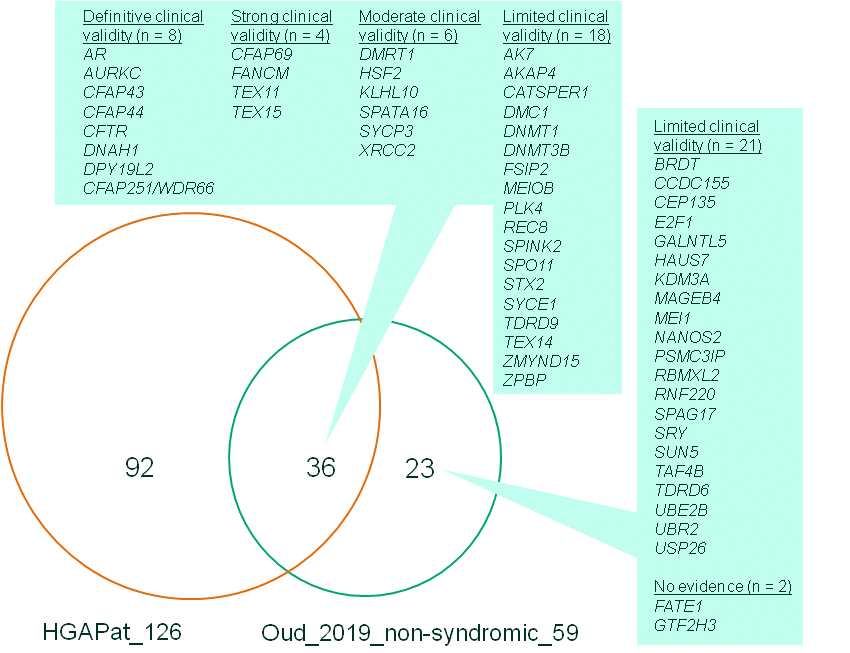 Definitive clinical
validity (n = 8)
AR
AURKC
CFAP43
CFAP44
CFTR
DNAH1
DPY19L2
CFAP251/WDR66
Strong clinical
validity (n = 4)
CFAP69
FANCM
TEX11
TEX15
Moderate clinical
validity (n = 6)
DMRT1
HSF2
KLHL10
SPATA16
SYCP3
XRCC2
Limited clinical
validity (n = 18)
AK7
AKAP4
CATSPER1
DMC1
DNMT1
DNMT3B
FSIP2
MEIOB
PLK4
REC8
SPINK2
SPO11
STX2
SYCE1
TDRD9
TEX14
ZMYND15
ZPBP
Limited clinical
validity (n = 21)
BRDT
CCDC155
CEP135
E2F1
GALNTL5
HAUS7
KDM3A
MAGEB4
MEI1
NANOS2
PSMC3IP
RBMXL2
RNF220
SPAG17
SRY
SUN5
TAF4B
TDRD6
UBE2B
UBR2
USP26
No evidence (n = 2)
FATE1
GTF2H3
92
36
23
HGAPat_126
Oud_2019_non-syndromic_59